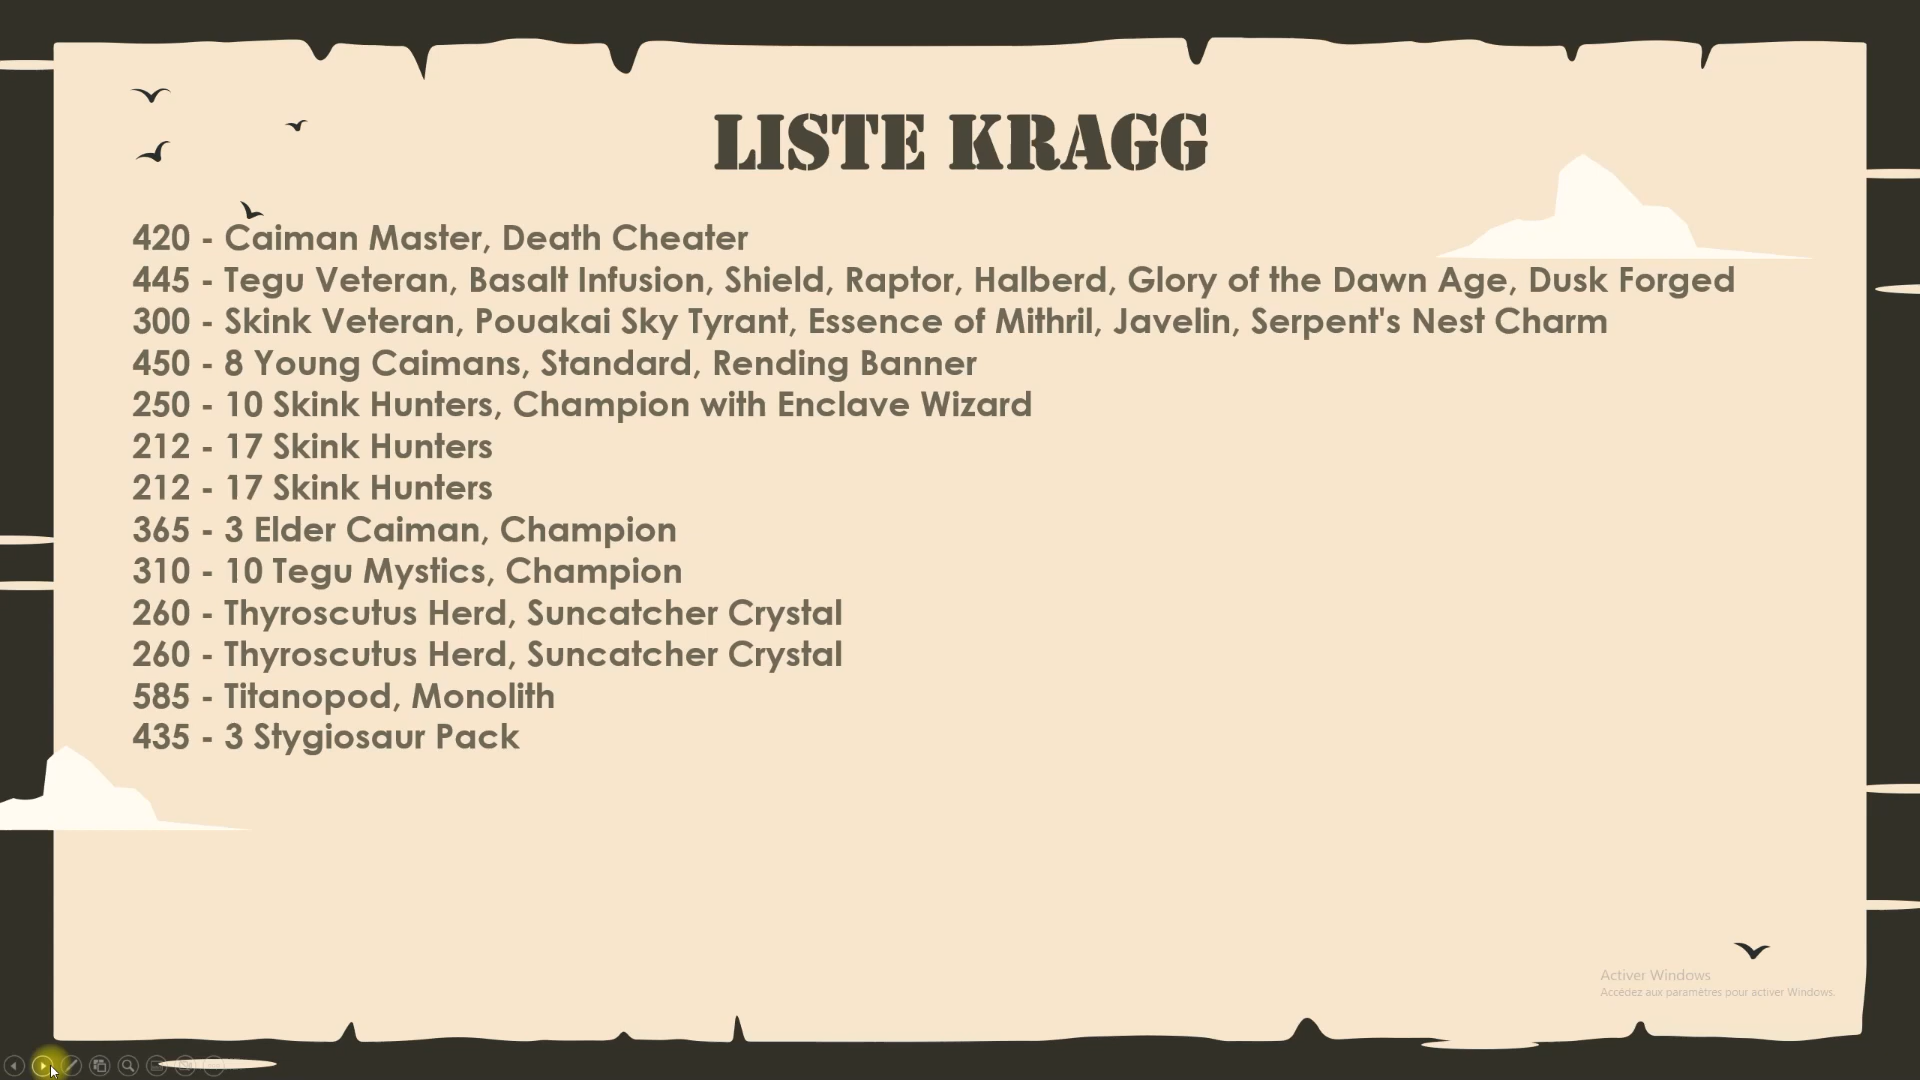 LISTE KRAGG
420 - Caiman Master, Death Cheater
445 - Tegu Veteran, Basalt Infusion, Shield, Raptor, Halberd, Glory of the Dawn Age, Dusk Forged
300 - Skink Veteran, Pouakai Sky Tyrant, Essence of Mithril, Javelin, Serpent's Nest Charm
450 - 8 Young Caimans, Standard, Rending Banner
250 - 10 Skink Hunters, Champion with Enclave Wizard
212 - 17 Skink Hunters
212 - 17 Skink Hunters
365 - 3 Elder Caiman, Champion
310 - 10 Tegu Mystics, Champion
260 - Thyroscutus Herd, Suncatcher Crystal
260 - Thyroscutus Herd, Suncatcher Crystal
585 - Titanopod, Monolith
435 - 3 Stygiosaur Pack
Activer Windows
Accédez aux paramètres pour activer Windows.